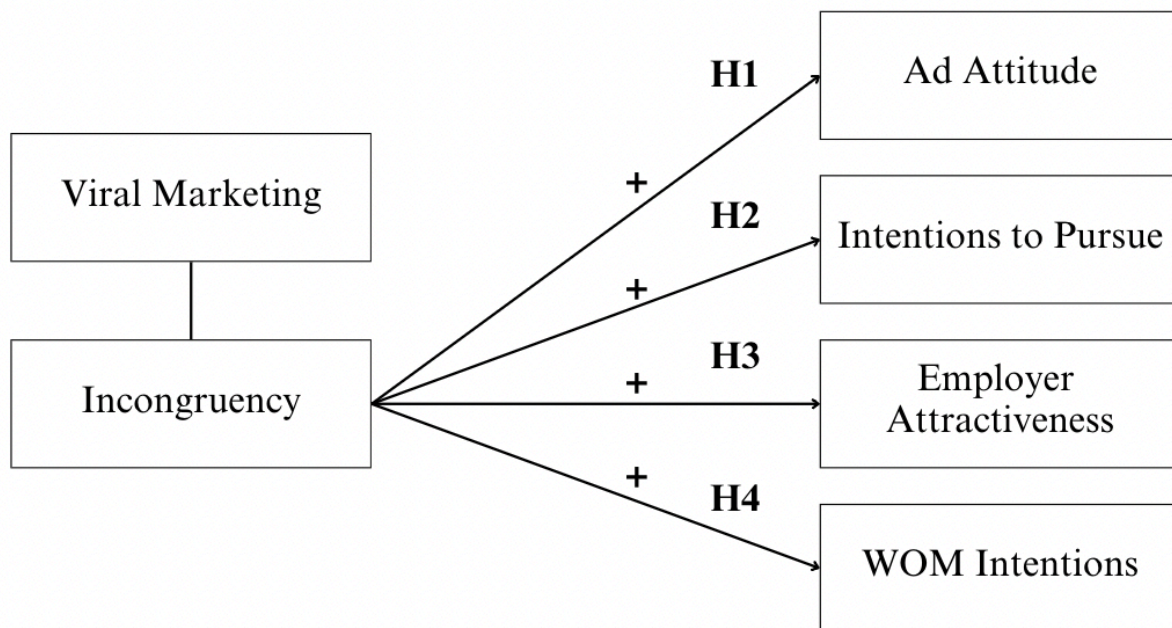 Viral Marketing
Incongruency
H1
+
H2
+
H3
+
H4
+
Ad Attitude
Intentions to Pursue
Employer
Attractiveness
WOM Intentions